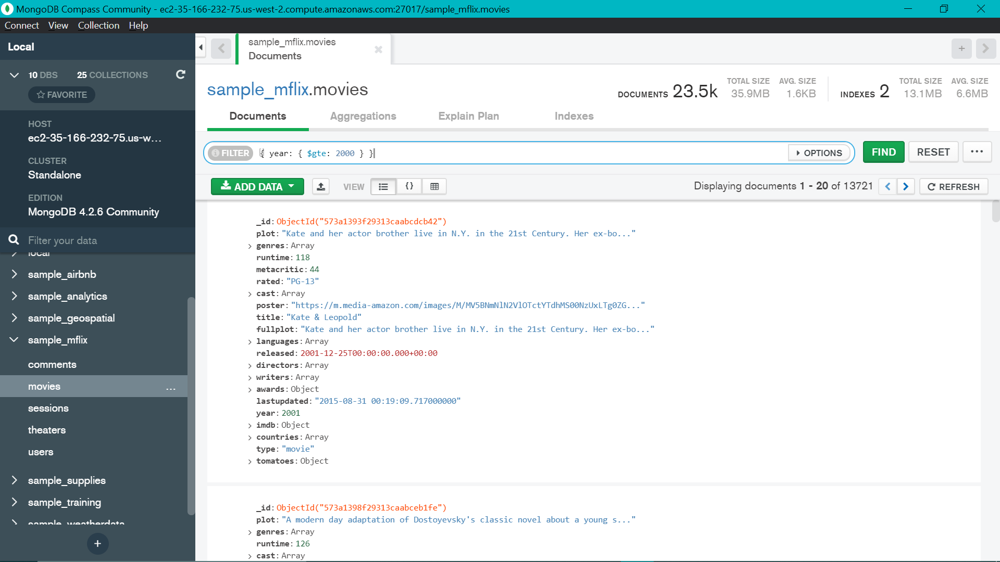 MongoDB Compass Community - ec2-35-166-232-75.us-west-2.compute.amazonaws.com:27017/sample_mflix.movies
Connect View Collection Help
Local
10 DBS 25 COLLECTIONS
FAVORITE
HOST
ec2-35-166-232-75.us-w...
CLUSTER
Standalone
EDITION
MongoDB 4.2.6 Community
Filter your data
local
sample_airbnb
sample_analytics
sample_geospatial
sample_mflix
comments
movies ...
sessions
theaters
users
sample_supplies
sample_training
sample_weatherdata
+
sample_mflix.movies
Documents
sample_mflix.movies
DOCUMENTS 23.5k TOTAL SIZE 35.9MB AVG. SIZE 1.6KB INDEXES 2 TOTAL SIZE 13.1MB AVG. SIZE 6.6MB
Documents Aggregations Explain Plan Indexes
FILTER { year: { $gte: 2000 } } OPTIONS FIND RESET ...
ADD DATA VIEW {} Displaying documents 1 - 20 of 13721 REFRESH
_id: ObjectId("573a1393f29313caabcdcb42")
plot: "Kate and her actor brother live in N.Y. in the 21st Century. Her ex-bo..."
genres: Array
runtime: 118
metacritic: 44
rated: "PG-13"
cast: Array
poster: "https://m.media-amazon.com/images/M/MV5BNmNlN2VlOTctYTdhMS00NzUxLTg0ZG..."
title: "Kate & Leopold"
fullplot: "Kate and her actor brother live in N.Y. in the 21st Century. Her ex-bo..."
languages: Array
released: 2001-12-25T00:00:00.000+00:00
directors: Array
writers: Array
awards: Object
lastupdated: "2015-08-31 00:19:09.717000000"
year: 2001
imdb: Object
countries: Array
type: "movie"
tomatoes: Object
_id: ObjectId("573a1398f29313caabceb1fe")
plot: "A modern day adaptation of Dostoyevsky's classic novel about a young s..."
genres: Array
runtime: 126
cast: Array